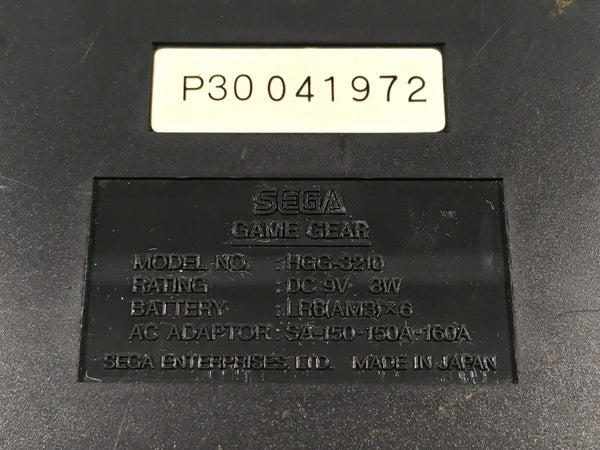 P30 041972
SEGA
GAME GEAR
MODEL NO. : HGG-3210
RATING : DC 9V 3W
BATTERY : LR6(AM3)×6
AC ADAPTOR : SA-150·150A·160A
SEGA ENTERPRISES, LTD. MADE IN JAPAN